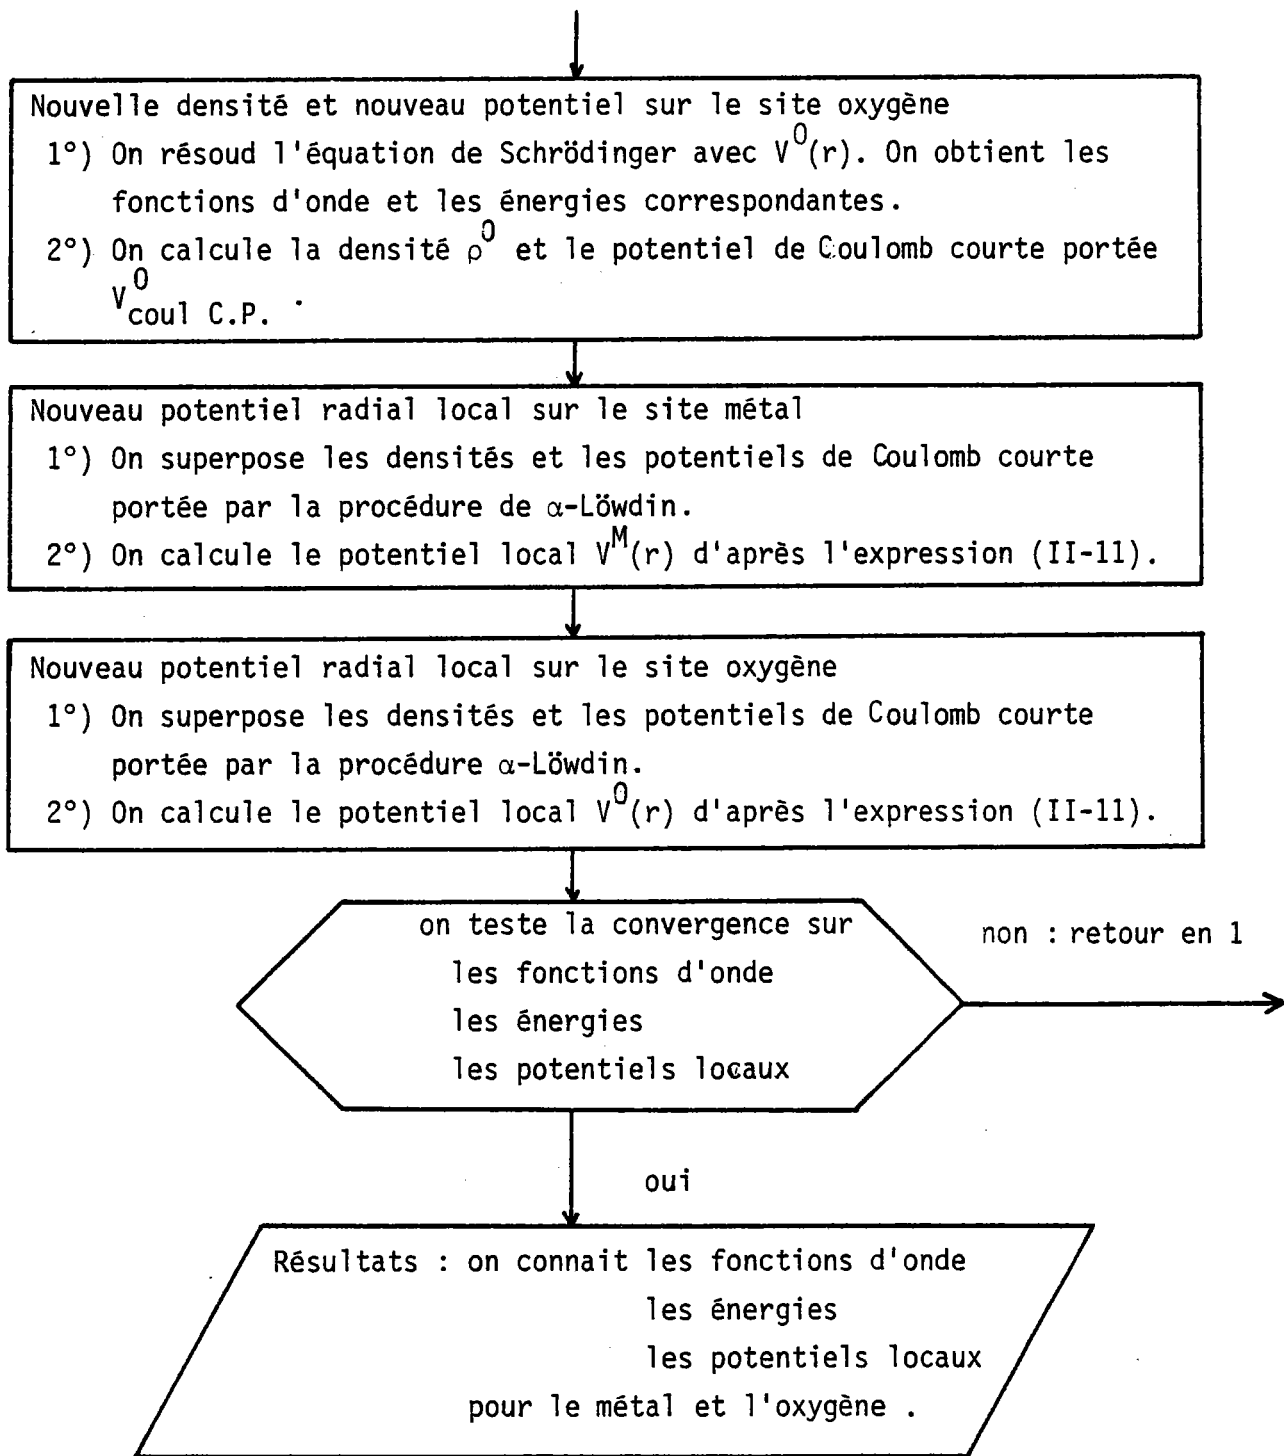 Nouvelle densité et nouveau potentiel sur le site oxygène
1°) On résoud l'équation de Schrödinger avec V^O(r). On obtient les
fonctions d'onde et les énergies correspondantes.
2°) On calcule la densité ρ^O et le potentiel de Coulomb courte portée
V^O_coul C.P. .
Nouveau potentiel radial local sur le site métal
1°) On superpose les densités et les potentiels de Coulomb courte
portée par la procédure de α-Löwdin.
2°) On calcule le potentiel local V^M(r) d'après l'expression (II-11).
Nouveau potentiel radial local sur le site oxygène
1°) On superpose les densités et les potentiels de Coulomb courte
portée par la procédure α-Löwdin.
2°) On calcule le potentiel local V^O(r) d'après l'expression (II-11).
on teste la convergence sur
les fonctions d'onde
les énergies
les potentiels locaux
non : retour en 1
oui
Résultats : on connait les fonctions d'onde
les énergies
les potentiels locaux
pour le métal et l'oxygène .